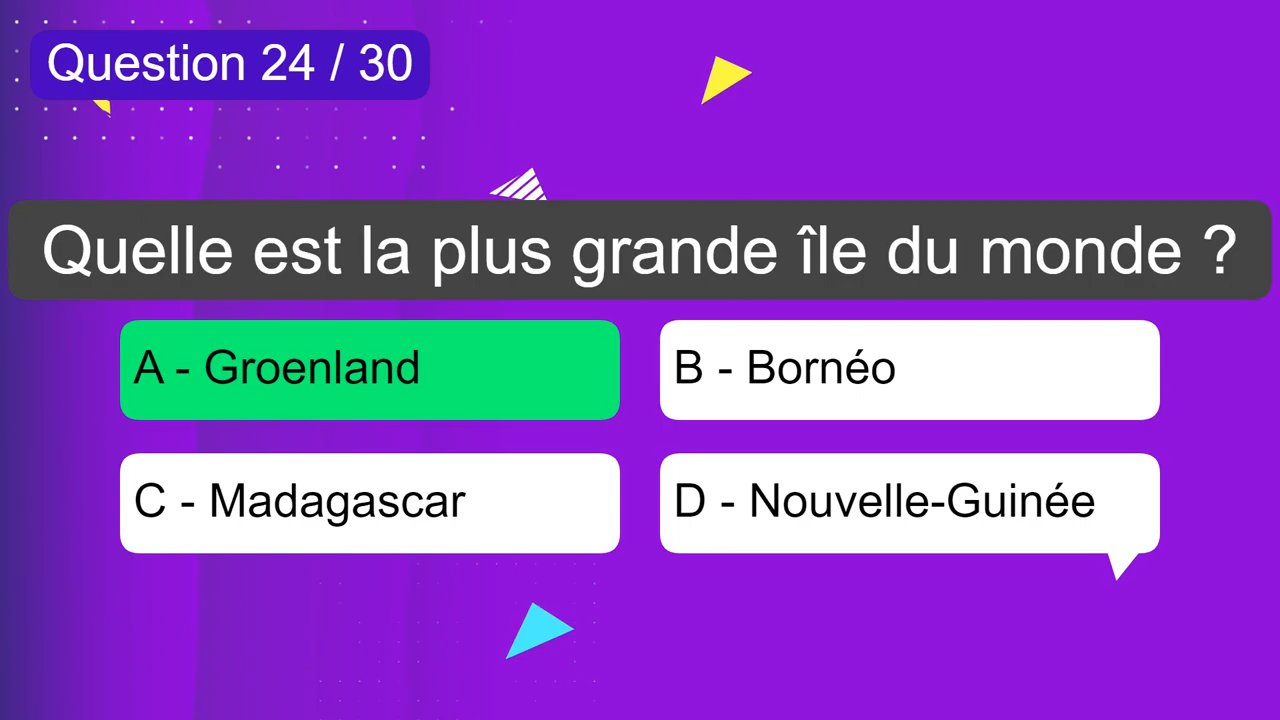 Question 24 / 30
Quelle est la plus grande île du monde ?
A - Groenland
B - Bornéo
C - Madagascar
D - Nouvelle-Guinée